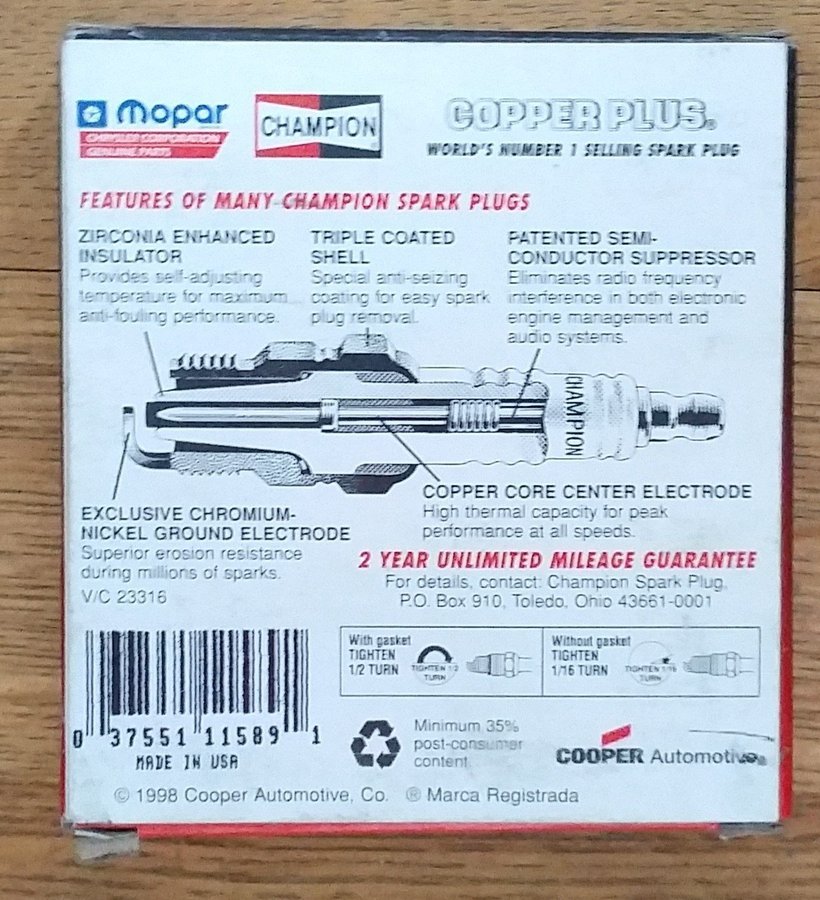 Mopar
CHRYSLER CORPORATION
GENUINE PARTS
CHAMPION
COPPER PLUS®
WORLD'S NUMBER 1 SELLING SPARK PLUG
FEATURES OF MANY CHAMPION SPARK PLUGS
ZIRCONIA ENHANCED
INSULATOR
Provides self-adjusting
temperature for maximum
anti-fouling performance.
TRIPLE COATED
SHELL
Special anti-seizing
coating for easy spark
plug removal.
PATENTED SEMI-
CONDUCTOR SUPPRESSOR
Eliminates radio frequency
interference in both electronic
engine management and
audio systems.
CHAMPION
EXCLUSIVE CHROMIUM-
NICKEL GROUND ELECTRODE
Superior erosion resistance
during millions of sparks.
V/C 23316
COPPER CORE CENTER ELECTRODE
High thermal capacity for peak
performance at all speeds.
2 YEAR UNLIMITED MILEAGE GUARANTEE
For details, contact: Champion Spark Plug,
P.O. Box 910, Toledo, Ohio 43661-0001
With gasket
TIGHTEN
1/2 TURN
TIGHTEN 1/2
TURN
Without gasket
TIGHTEN
1/16 TURN
TIGHTEN 1/16
TURN
0 37551 11589 1
MADE IN USA
Minimum 35%
post-consumer
content
COOPER Automotive®
© 1998 Cooper Automotive, Co. ® Marca Registrada